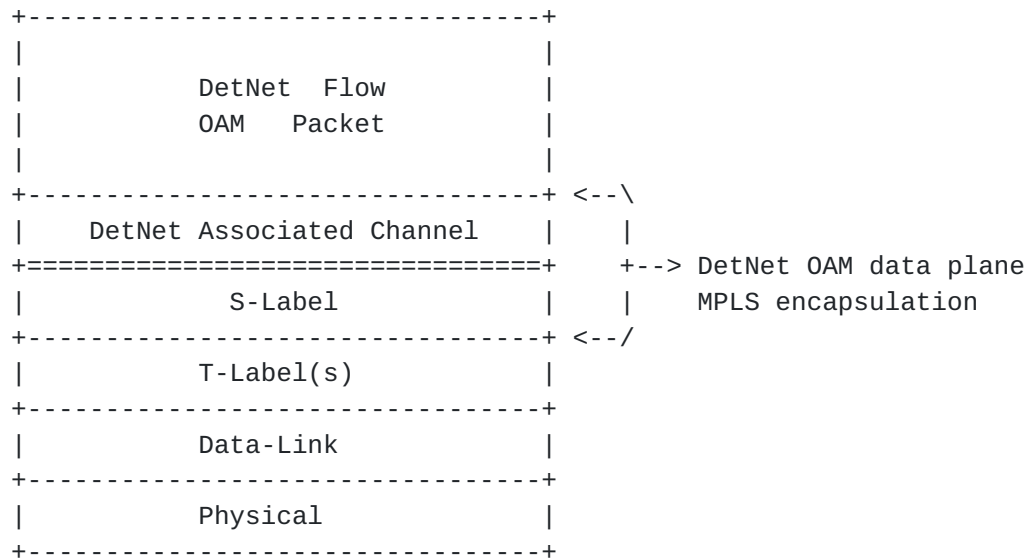 DetNet Flow
OAM Packet
<--\
DetNet Associated Channel |
+--> DetNet OAM data plane
S-Label | MPLS encapsulation
<--/
T-Label(s)
Data-Link
Physical